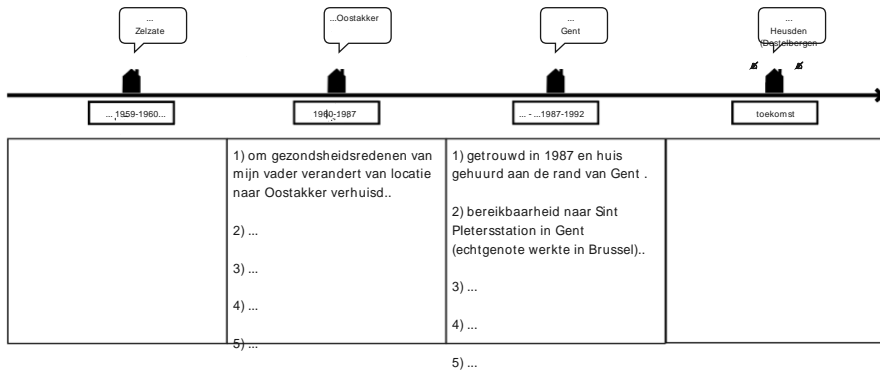 ...
Zelzate
...Oostakker
...
Gent
...
Heusden
(Destelbergen
... 1959-1960...
1960-1987
... - ...1987-1992
toekomst
1) om gezondsheidsredenen van
mijn vader verandert van locatie
naar Oostakker verhuisd..
2) ...
3) ...
4) ...
5) ...
1) getrouwd in 1987 en huis
gehuurd aan de rand van Gent .
2) bereikbaarheid naar Sint
Pietersstation in Gent
(echtgenote werkte in Brussel)..
3) ...
4) ...
5) ...